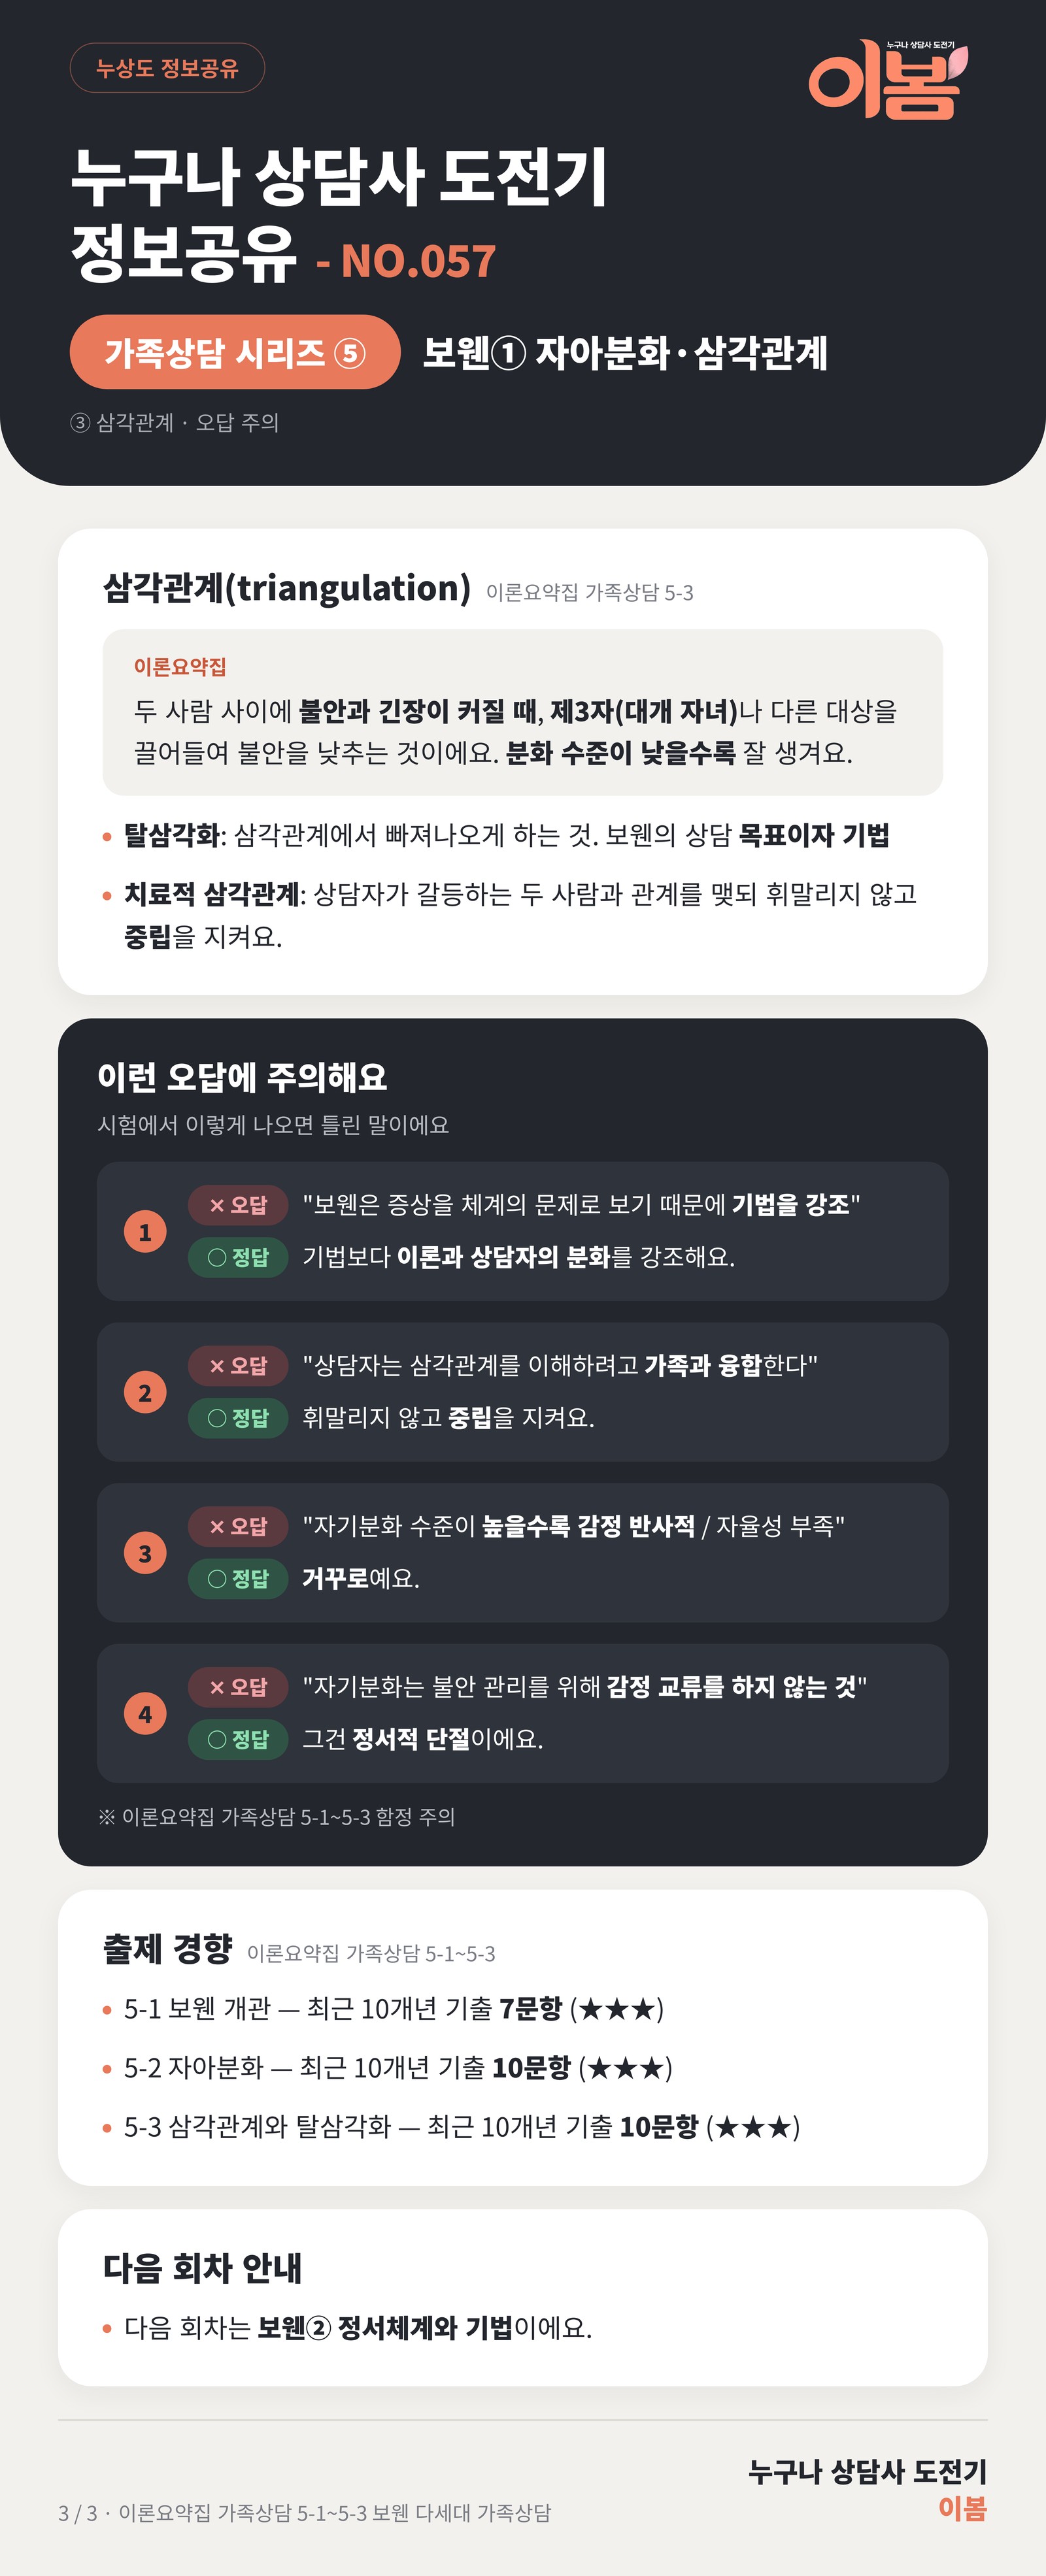 누상도 정보공유
누구나 상담사 도전기
이봄
누구나 상담사 도전기
정보공유 - NO.057
가족상담 시리즈 ⑤ 보웬① 자아분화·삼각관계
③ 삼각관계 · 오답 주의
삼각관계(triangulation) 이론요약집 가족상담 5-3
이론요약집
두 사람 사이에 불안과 긴장이 커질 때, 제3자(대개 자녀)나 다른 대상을
끌어들여 불안을 낮추는 것이에요. 분화 수준이 낮을수록 잘 생겨요.
• 탈삼각화: 삼각관계에서 빠져나오게 하는 것. 보웬의 상담 목표이자 기법
• 치료적 삼각관계: 상담자가 갈등하는 두 사람과 관계를 맺되 휘말리지 않고
중립을 지켜요.
이런 오답에 주의해요
시험에서 이렇게 나오면 틀린 말이에요
1
× 오답 "보웬은 증상을 체계의 문제로 보기 때문에 기법을 강조"
○ 정답 기법보다 이론과 상담자의 분화를 강조해요.
2
× 오답 "상담자는 삼각관계를 이해하려고 가족과 융합한다"
○ 정답 휘말리지 않고 중립을 지켜요.
3
× 오답 "자기분화 수준이 높을수록 감정 반사적 / 자율성 부족"
○ 정답 거꾸로예요.
4
× 오답 "자기분화는 불안 관리를 위해 감정 교류를 하지 않는 것"
○ 정답 그건 정서적 단절이에요.
※ 이론요약집 가족상담 5-1~5-3 함정 주의
출제 경향 이론요약집 가족상담 5-1~5-3
• 5-1 보웬 개관 — 최근 10개년 기출 7문항 (★★★)
• 5-2 자아분화 — 최근 10개년 기출 10문항 (★★★)
• 5-3 삼각관계와 탈삼각화 — 최근 10개년 기출 10문항 (★★★)
다음 회차 안내
• 다음 회차는 보웬② 정서체계와 기법이에요.
누구나 상담사 도전기
3 / 3 · 이론요약집 가족상담 5-1~5-3 보웬 다세대 가족상담
이봄